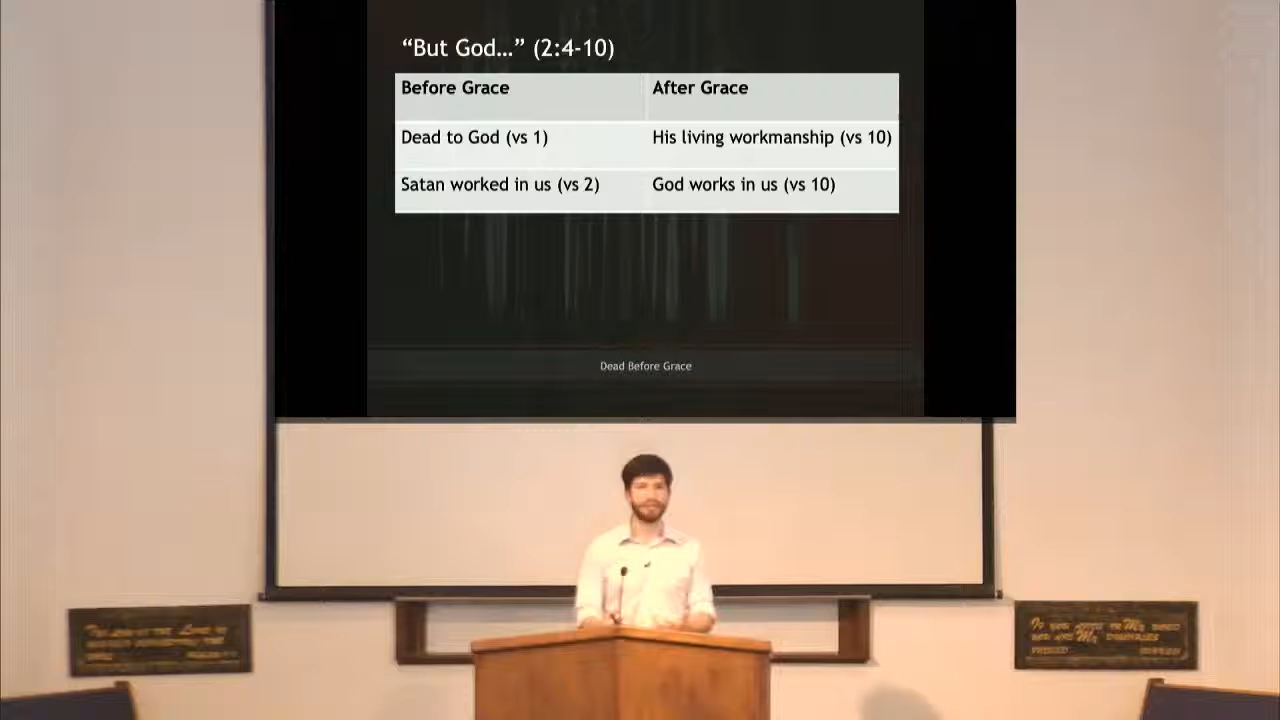 “But God…” (2:4-10)
Before Grace
After Grace
Dead to God (vs 1)
His living workmanship (vs 10)
Satan worked in us (vs 2)
God works in us (vs 10)
Dead Before Grace